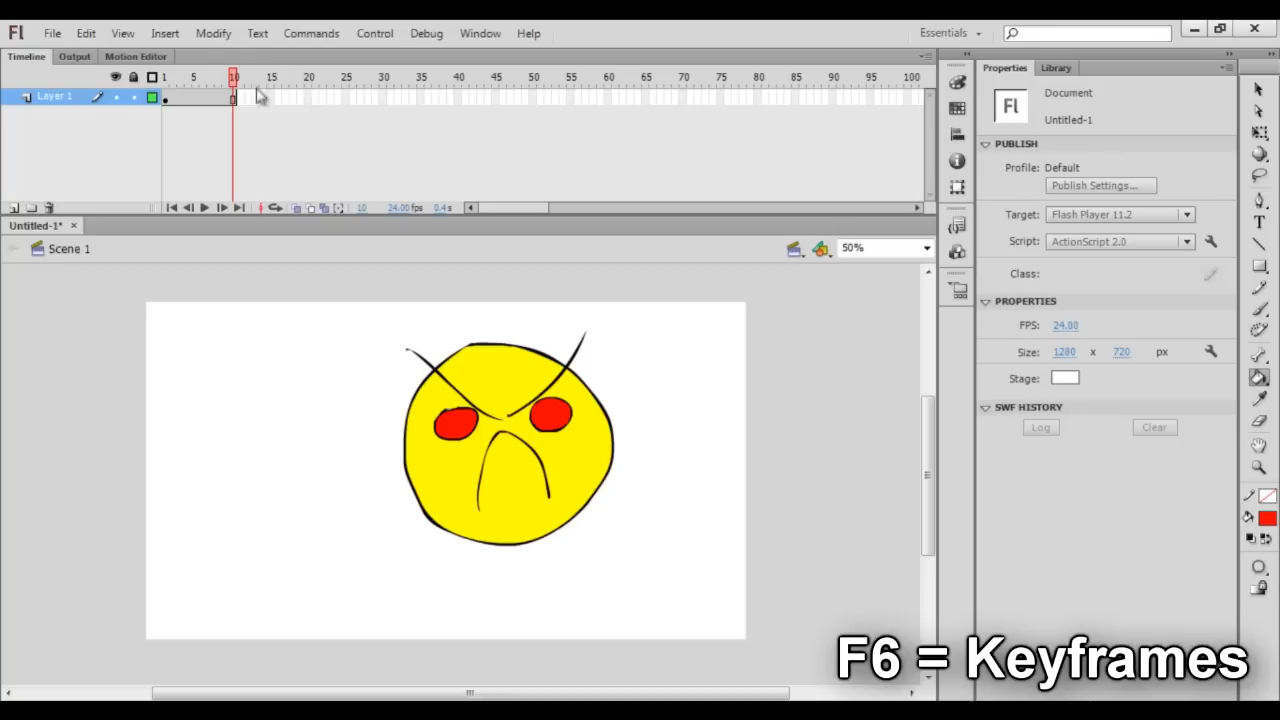 Fl File Edit View Insert Modify Text Commands Control Debug Window Help Essentials
Timeline Output Motion Editor
1 5 10 15 20 25 30 35 40 45 50 55 60 65 70 75 80 85 90 95 100
Layer 1
10 24.00 fps 0.4 s
Untitled-1*
Scene 1
50%
Properties Library
Fl
Document
Untitled-1
PUBLISH
Profile: Default
Publish Settings...
Target: Flash Player 11.2
Script: ActionScript 2.0
Class:
PROPERTIES
FPS: 24.00
Size: 1280 x 720 px
Stage:
SWF HISTORY
Log Clear
T
F6 = Keyframes